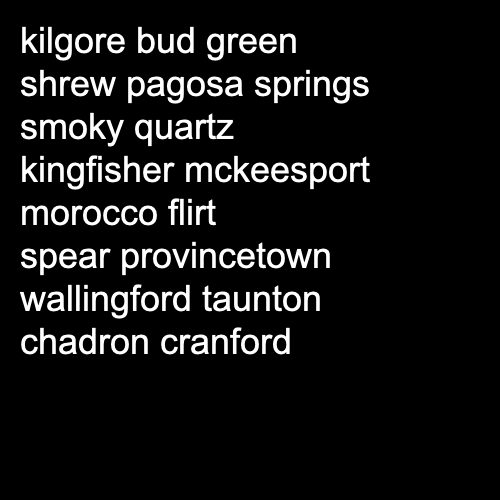 kilgore bud green
shrew pagosa springs
smoky quartz
kingfisher mckeesport
morocco flirt
spear provincetown
wallingford taunton
chadron cranford